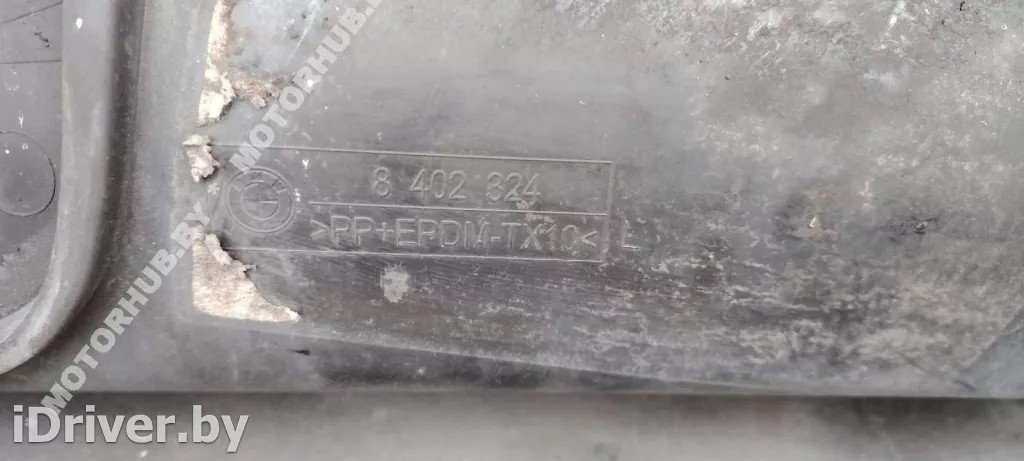 MOTORHUB.BY
8 402 324
>PP+EPDM-TX10< L
MOTORHUB.BY
iDriver.by